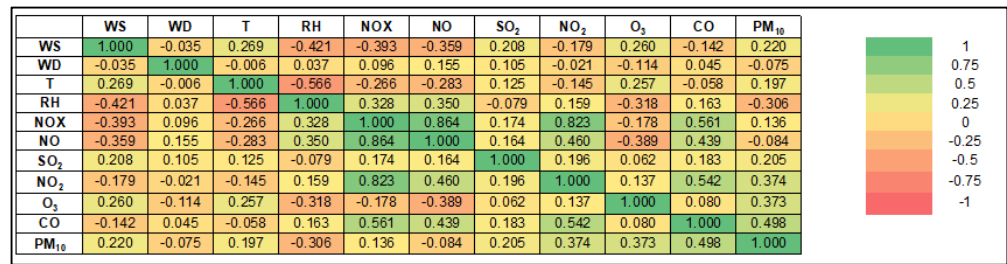 WS WD T RH NOX NO SO₂ NO₂ O₃ CO PM₁₀
WS 1.000 -0.035 0.269 -0.421 -0.393 -0.359 0.208 -0.179 0.260 -0.142 0.220
WD -0.035 1.000 -0.006 0.037 0.096 0.155 0.105 -0.021 -0.114 0.045 -0.075
T 0.269 -0.006 1.000 -0.566 -0.266 -0.283 0.125 -0.145 0.257 -0.058 0.197
RH -0.421 0.037 -0.566 1.000 0.328 0.350 -0.079 0.159 -0.318 0.163 -0.306
NOX -0.393 0.096 -0.266 0.328 1.000 0.864 0.174 0.823 -0.178 0.561 0.136
NO -0.359 0.155 -0.283 0.350 0.864 1.000 0.164 0.460 -0.389 0.439 -0.084
SO₂ 0.208 0.105 0.125 -0.079 0.174 0.164 1.000 0.196 0.062 0.183 0.205
NO₂ -0.179 -0.021 -0.145 0.159 0.823 0.460 0.196 1.000 0.137 0.542 0.374
O₃ 0.260 -0.114 0.257 -0.318 -0.178 -0.389 0.062 0.137 1.000 0.080 0.373
CO -0.142 0.045 -0.058 0.163 0.561 0.439 0.183 0.542 0.080 1.000 0.498
PM₁₀ 0.220 -0.075 0.197 -0.306 0.136 -0.084 0.205 0.374 0.373 0.498 1.000
1
0.75
0.5
0.25
0
-0.25
-0.5
-0.75
-1